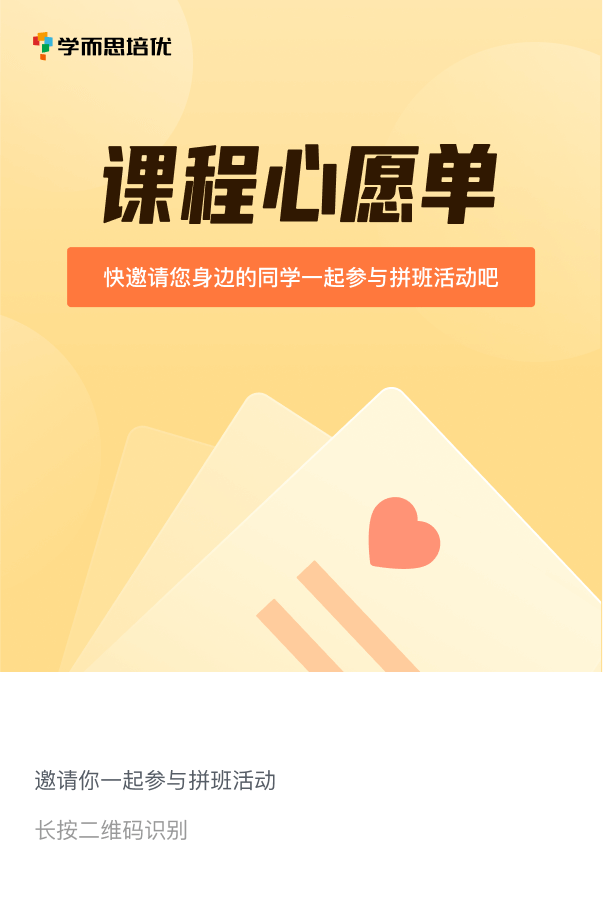 学而思培优
课程心愿单
快邀请您身边的同学一起参与拼班活动吧
邀请你一起参与拼班活动
长按二维码识别